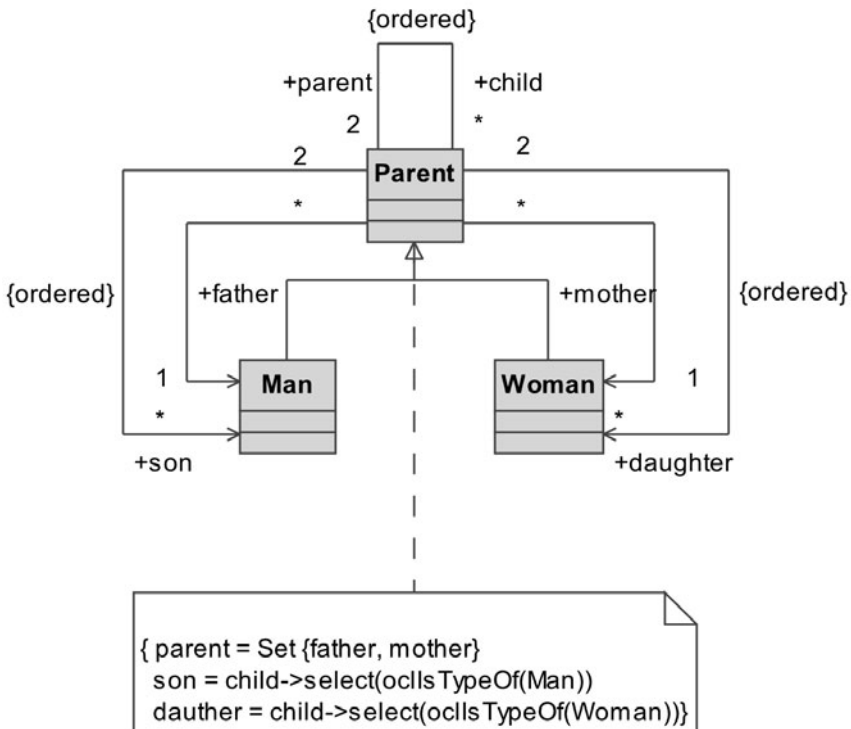 {ordered}
+parent
+child
2
*
2
2
Parent
*
*
{ordered}
+father
+mother
{ordered}
1
Man
Woman
1
*
*
+son
+daughter
{ parent = Set {father, mother}
son = child->select(oclIsTypeOf(Man))
dauther = child->select(oclIsTypeOf(Woman))}